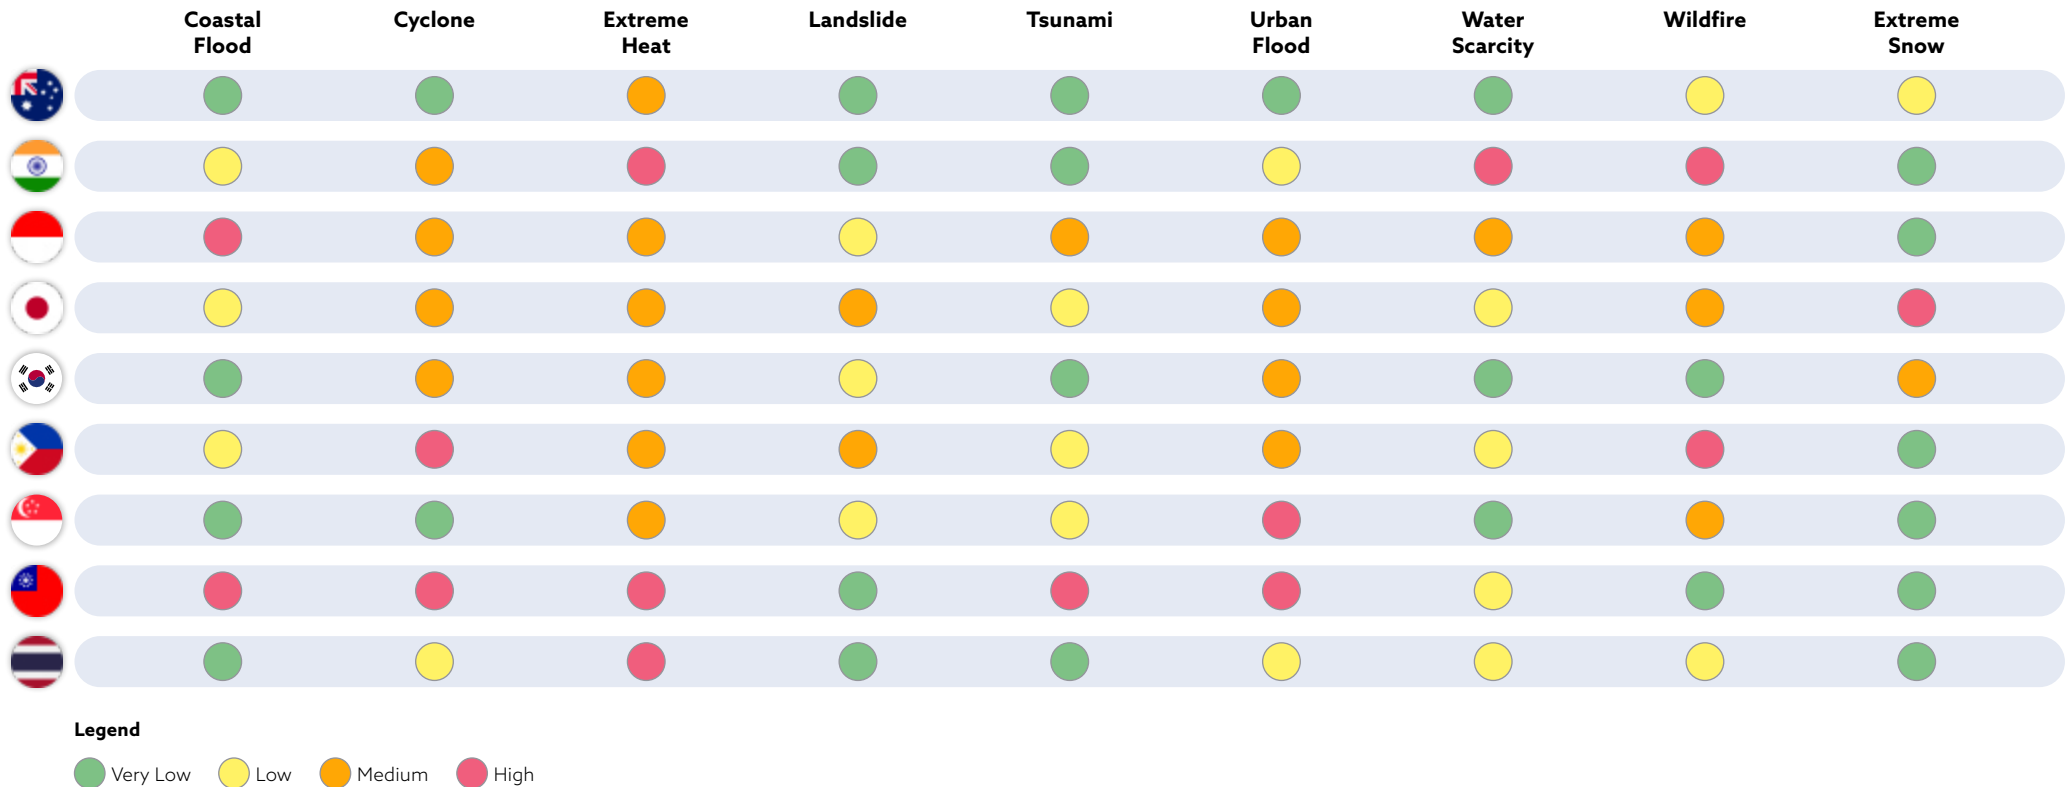 Coastal Flood
Cyclone
Extreme Heat
Landslide
Tsunami
Urban Flood
Water Scarcity
Wildfire
Extreme Snow
Legend
Very Low
Low
Medium
High